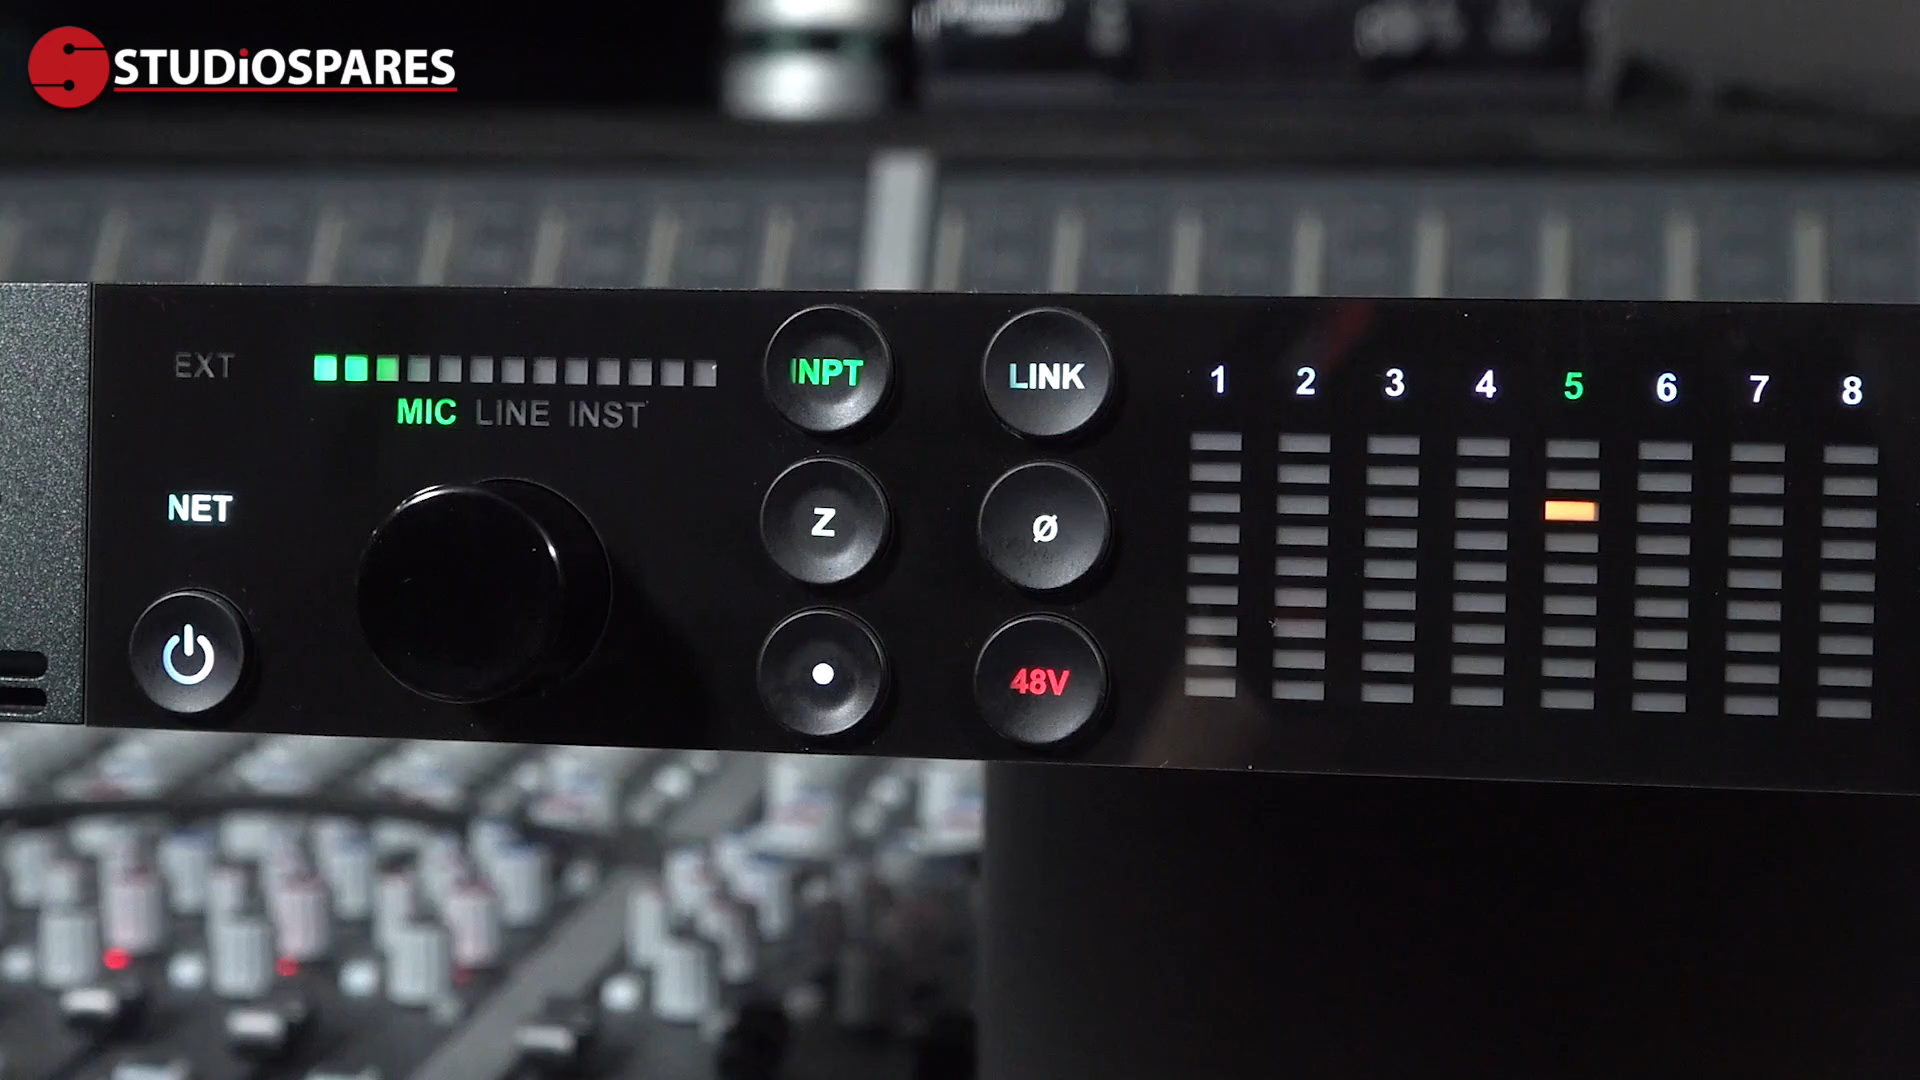 STUDiOSPARES
EXT
MIC LINE INST
NET
INPT
LINK
Z
Ø
48V
1 2 3 4 5 6 7 8